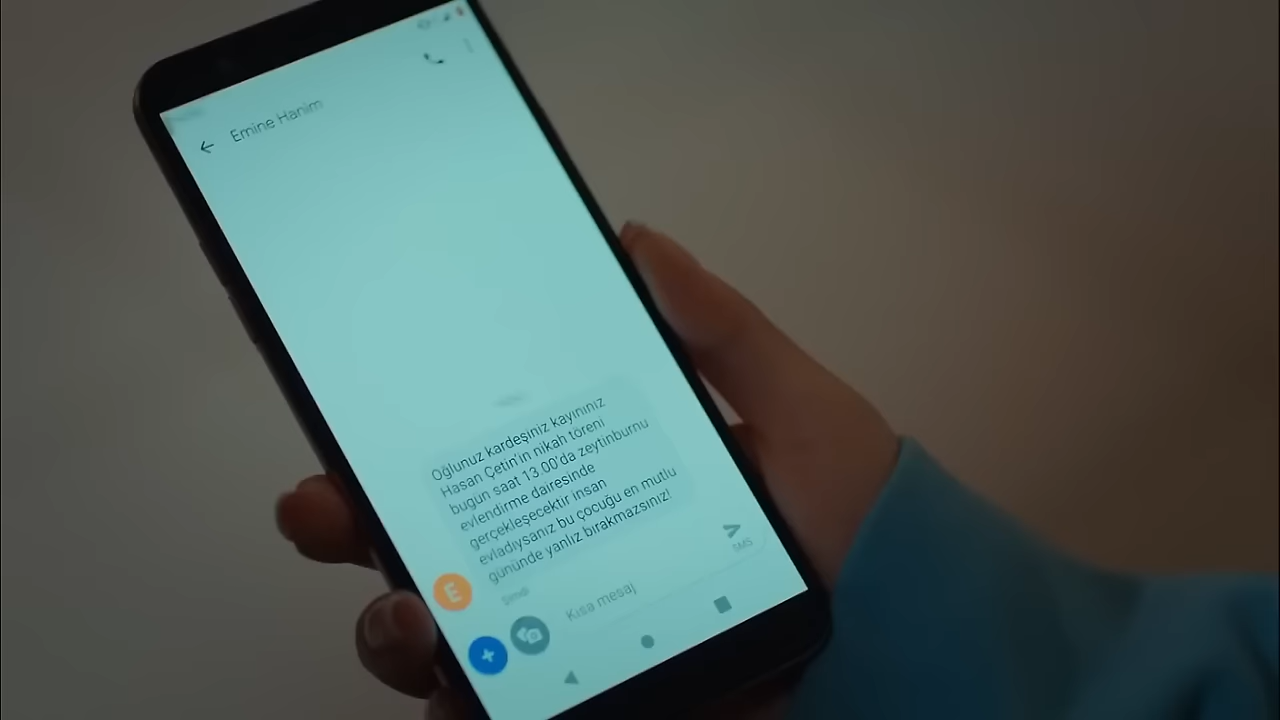 Emine Hanim
Oğlunuz kardeşiniz kayınınız
Hasan Çetin'in nikah töreni
bugün saat 13.00'da zeytinburnu
evlendirme dairesinde
gerçekleşecektir insan
evladıysanız bu çocuğu en mutlu
gününde yanlız bırakmazsınız!
E
Şimdi
Kısa mesaj
SMS